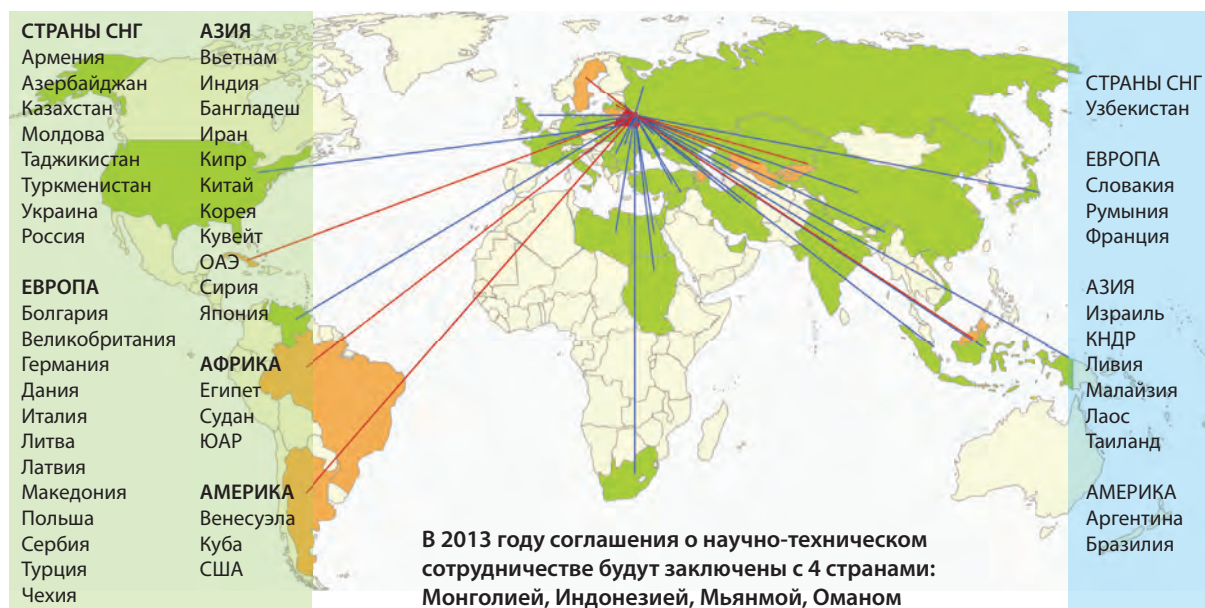 СТРАНЫ СНГ
Армения
Азербайджан
Казахстан
Молдова
Таджикистан
Туркменистан
Украина
Россия
ЕВРОПА
Болгария
Великобритания
Германия
Дания
Италия
Литва
Латвия
Македония
Польша
Сербия
Турция
Чехия
АЗИЯ
Вьетнам
Индия
Бангладеш
Иран
Кипр
Китай
Корея
Кувейт
ОАЭ
Сирия
Япония
АФРИКА
Египет
Судан
ЮАР
АМЕРИКА
Венесуэла
Куба
США
В 2013 году соглашения о научно-техническом
сотрудничестве будут заключены с 4 странами:
Монголией, Индонезией, Мьянмой, Оманом
СТРАНЫ СНГ
Узбекистан
ЕВРОПА
Словакия
Румыния
Франция
АЗИЯ
Израиль
КНДР
Ливия
Малайзия
Лаос
Таиланд
АМЕРИКА
Аргентина
Бразилия